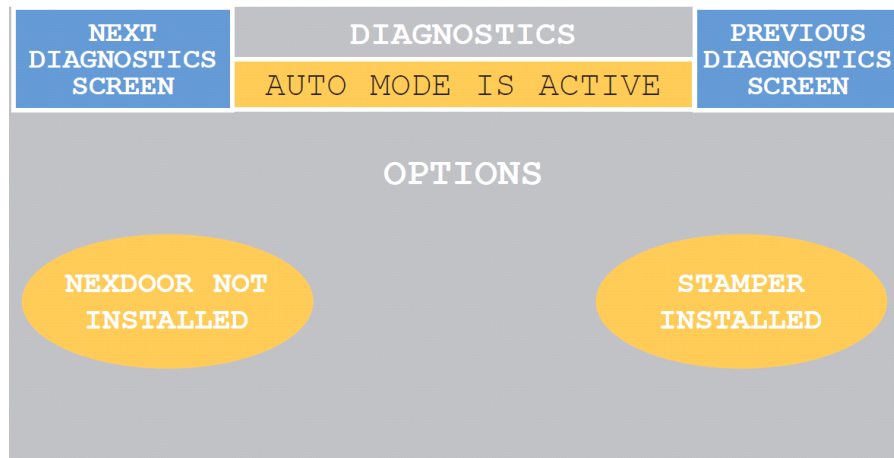 NEXT
DIAGNOSTICS
SCREEN
DIAGNOSTICS
AUTO MODE IS ACTIVE
PREVIOUS
DIAGNOSTICS
SCREEN
OPTIONS
NEXDOOR NOT
INSTALLED
STAMPER
INSTALLED